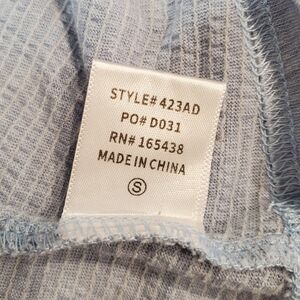 STYLE# 423AD
PO# D031
RN# 165438
MADE IN CHINA
S